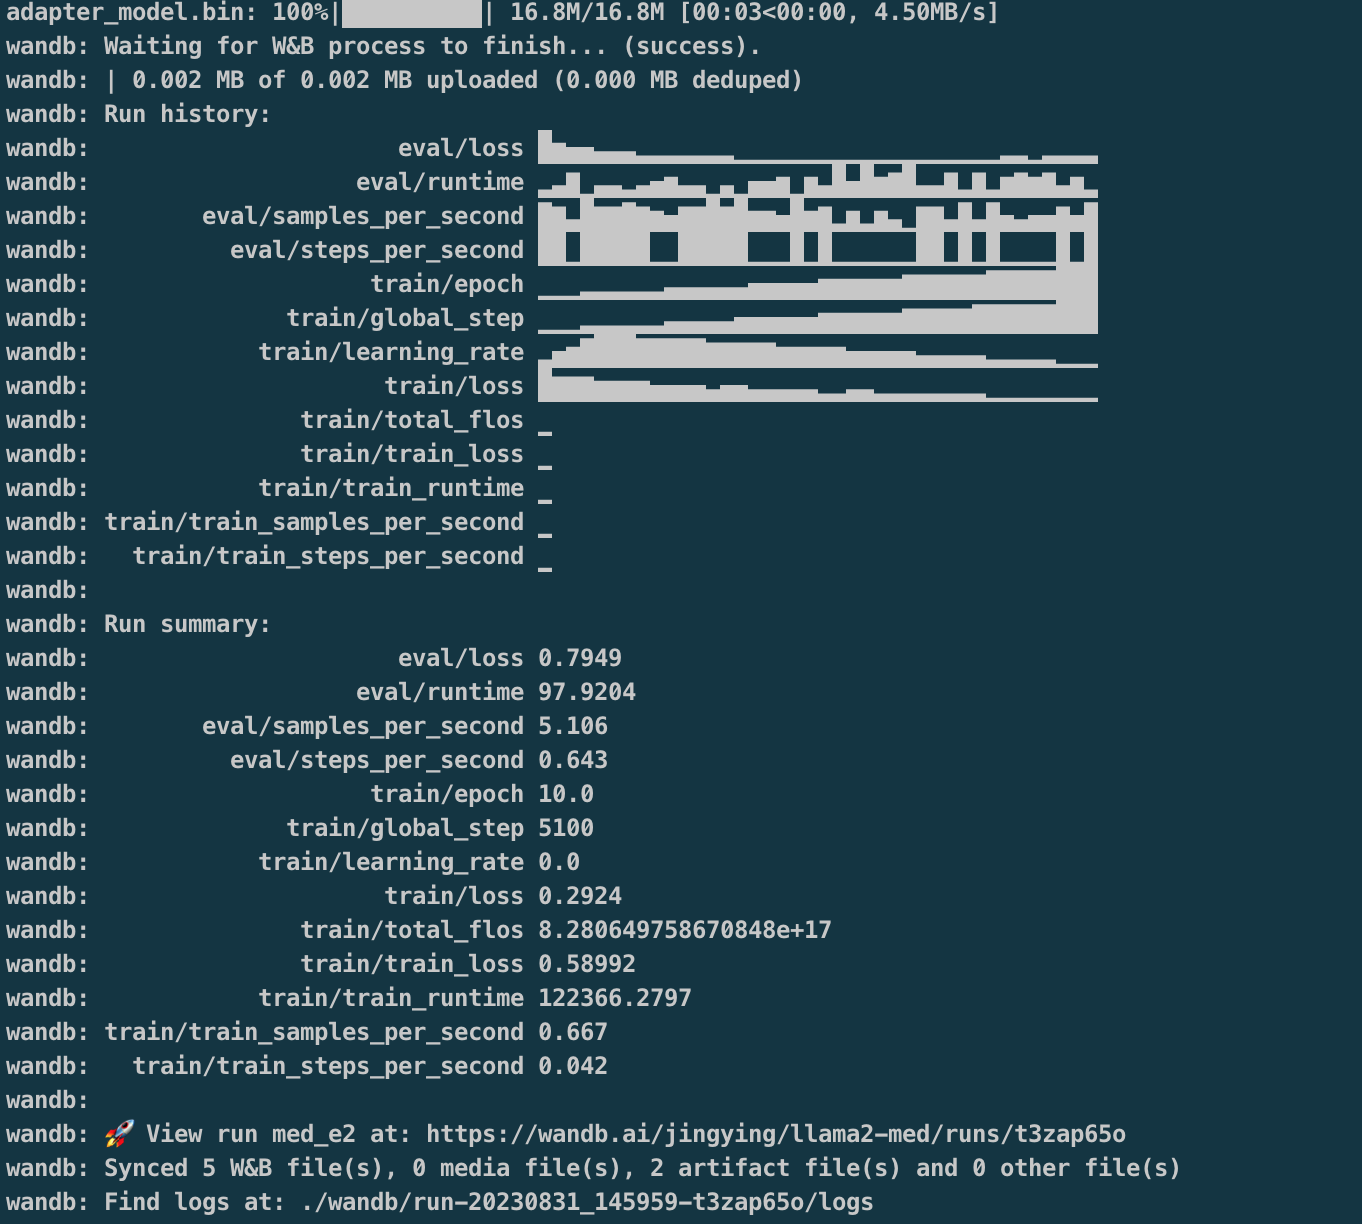 adapter_model.bin: 100%|██████████| 16.8M/16.8M [00:03<00:00, 4.50MB/s]
wandb: Waiting for W&B process to finish... (success).
wandb: | 0.002 MB of 0.002 MB uploaded (0.000 MB deduped)
wandb: Run history:
wandb: eval/loss
wandb: eval/runtime
wandb: eval/samples_per_second
wandb: eval/steps_per_second
wandb: train/epoch
wandb: train/global_step
wandb: train/learning_rate
wandb: train/loss
wandb: train/total_flos ▁
wandb: train/train_loss ▁
wandb: train/train_runtime ▁
wandb: train/train_samples_per_second ▁
wandb: train/train_steps_per_second ▁
wandb:
wandb: Run summary:
wandb: eval/loss 0.7949
wandb: eval/runtime 97.9204
wandb: eval/samples_per_second 5.106
wandb: eval/steps_per_second 0.643
wandb: train/epoch 10.0
wandb: train/global_step 5100
wandb: train/learning_rate 0.0
wandb: train/loss 0.2924
wandb: train/total_flos 8.280649758670848e+17
wandb: train/train_loss 0.58992
wandb: train/train_runtime 122366.2797
wandb: train/train_samples_per_second 0.667
wandb: train/train_steps_per_second 0.042
wandb:
wandb: 🚀 View run med_e2 at: https://wandb.ai/jingying/llama2-med/runs/t3zap65o
wandb: Synced 5 W&B file(s), 0 media file(s), 2 artifact file(s) and 0 other file(s)
wandb: Find logs at: ./wandb/run-20230831_145959-t3zap65o/logs